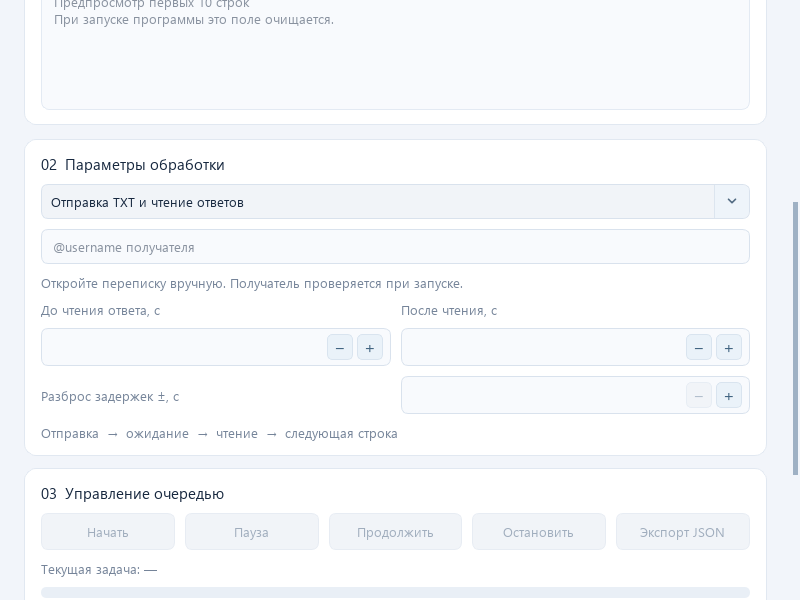 Предпросмотр первых 10 строк
При запуске программы это поле очищается.
02 Параметры обработки
Отправка TXT и чтение ответов
@username получателя
Откройте переписку вручную. Получатель проверяется при запуске.
До чтения ответа, с
После чтения, с
− +
− +
Разброс задержек ±, с
− +
Отправка → ожидание → чтение → следующая строка
03 Управление очередью
Начать
Пауза
Продолжить
Остановить
Экспорт JSON
Текущая задача: —